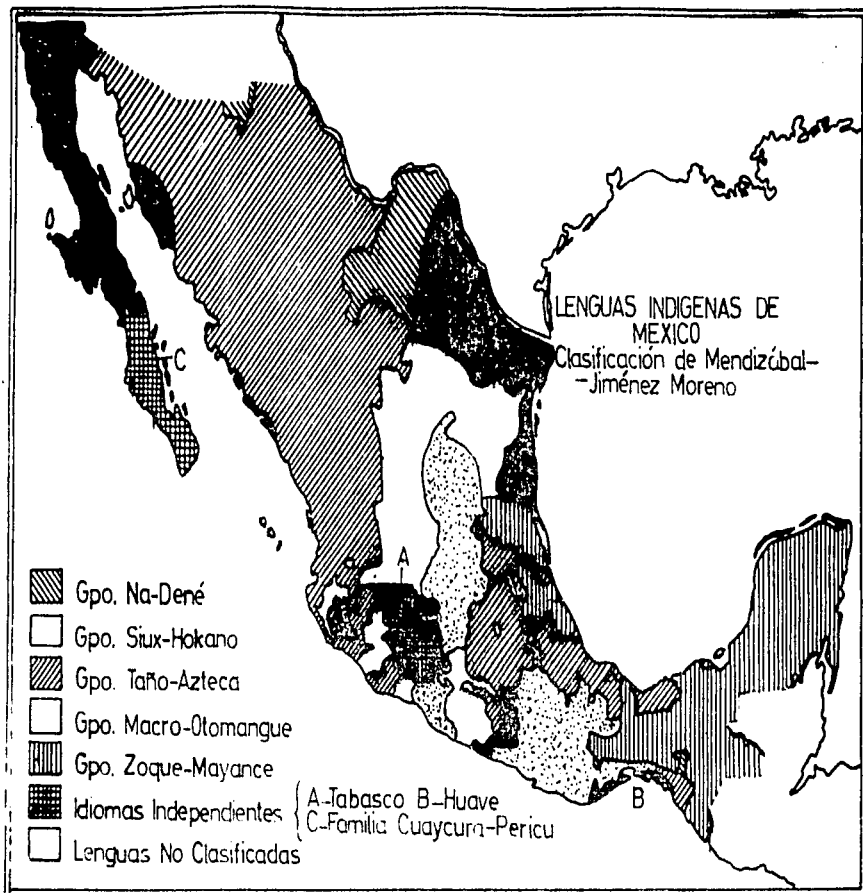 LENGUAS INDIGENAS DE
MEXICO
Clasificación de Mendizábal-
-Jiménez Moreno
C
A
B
Gpo. Na-Dené
Gpo. Siux-Hokano
Gpo. Taño-Azteca
Gpo. Macro-Otomangue
Gpo. Zoque-Mayance
Idiomas Independientes { A-Tabasco B-Huave
C-Familia Cuaycura-Pericu
Lenguas No Clasificadas